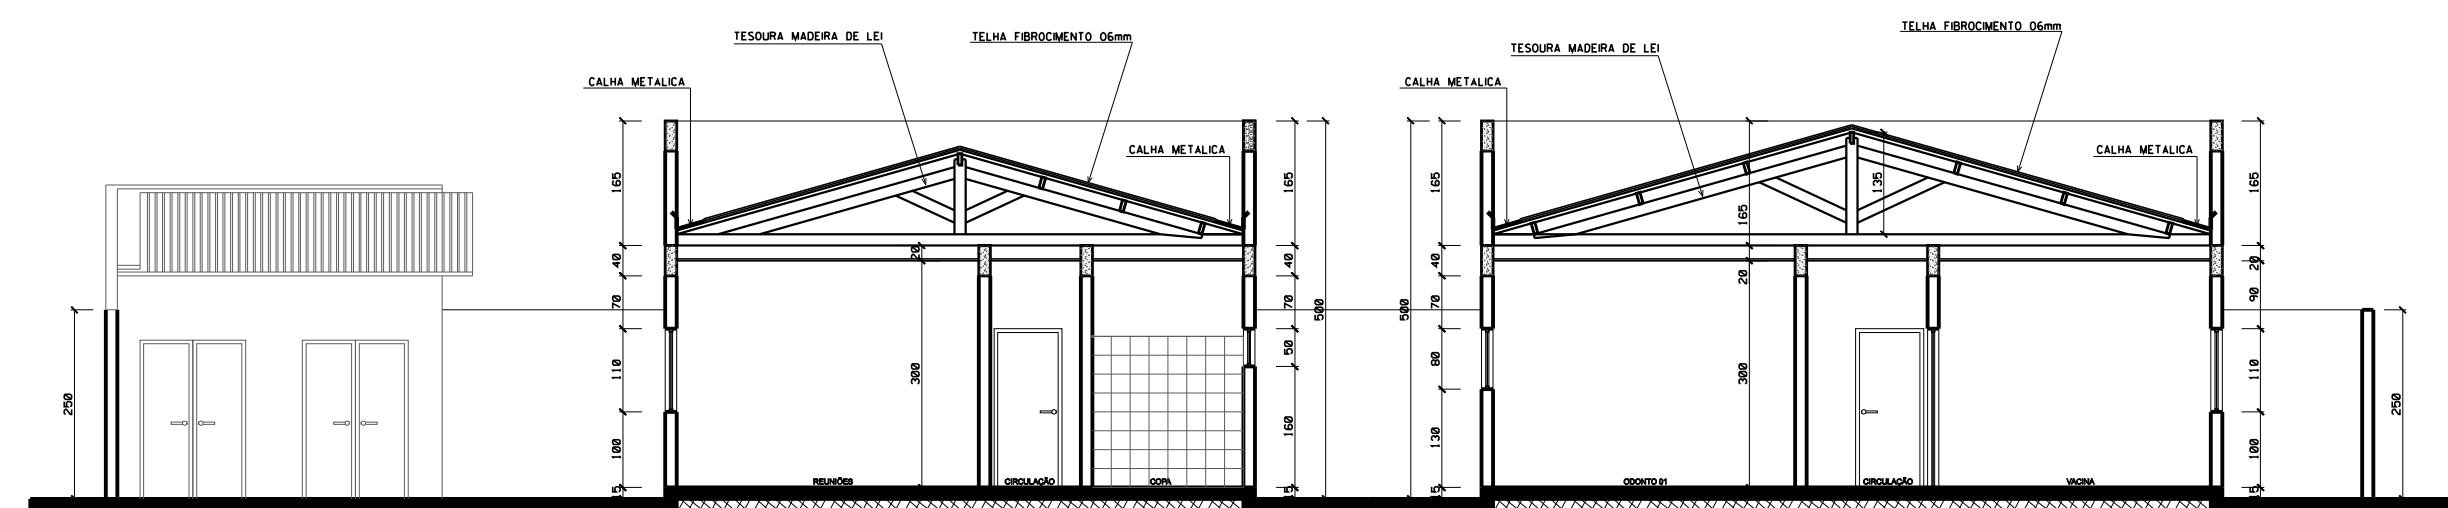 TELHA FIBROCIMENTO 06mm
TESOURA MADEIRA DE LEI
TELHA FIBROCIMENTO 06mm
TESOURA MADEIRA DE LEI
CALHA METALICA
CALHA METALICA
CALHA METALICA
CALHA METALICA
165
165
165
135
165
165
40
20
40
500
500
40
20
20
70
70
70
90
110
300
50
80
300
110
250
250
100
160
130
100
REUNIÕES
CIRCULAÇÃO
COPA
ODONTO 01
CIRCULAÇÃO
VACINA
15
15
15
15